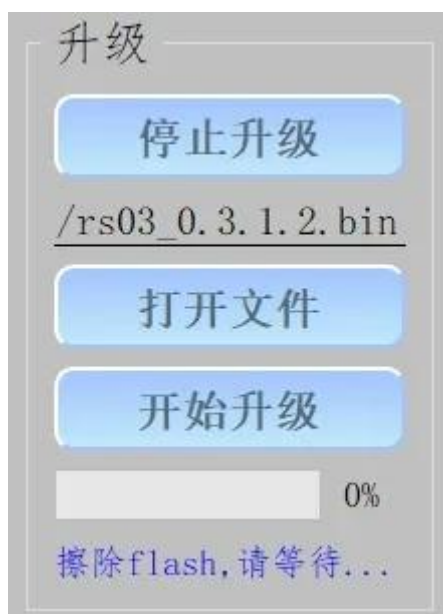 升级
停止升级
/rs03_0.3.1.2.bin
打开文件
开始升级
0%
擦除flash,请等待...